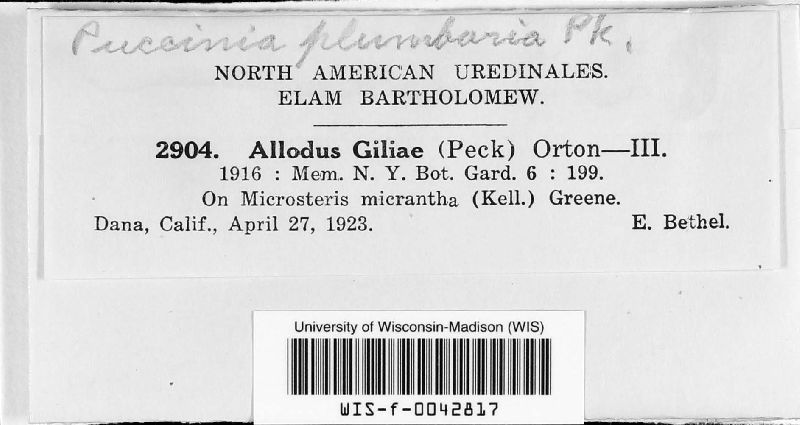 Puccinia plumbaria Pk.
NORTH AMERICAN UREDINALES.
ELAM BARTHOLOMEW.
2904. Allodus Giliae (Peck) Orton—III.
1916 : Mem. N. Y. Bot. Gard. 6 : 199.
On Microsteris micrantha (Kell.) Greene.
Dana, Calif., April 27, 1923. E. Bethel.
University of Wisconsin-Madison (WIS)
WIS-f-0042817